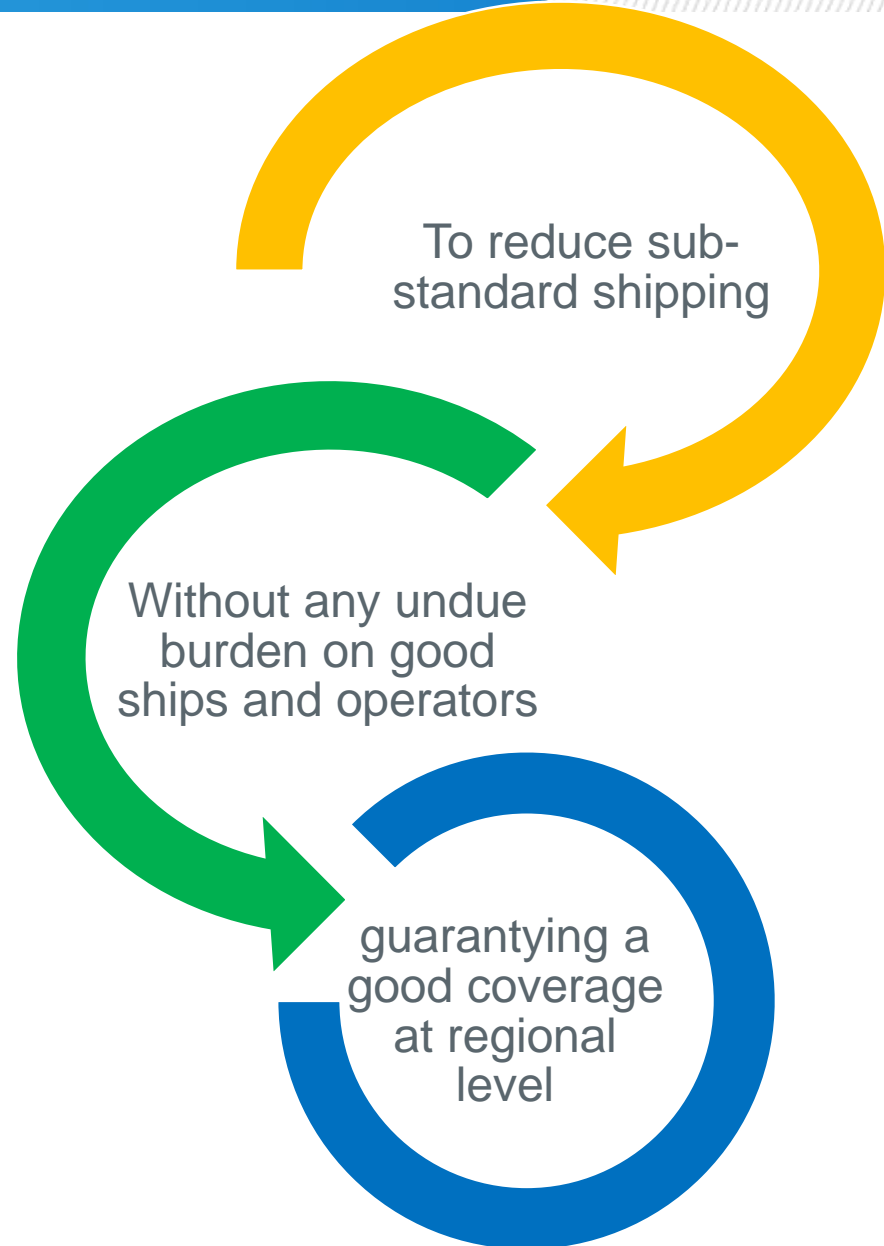 To reduce sub-
standard shipping
Without any undue
burden on good
ships and operators
guarantying a
good coverage
at regional
level